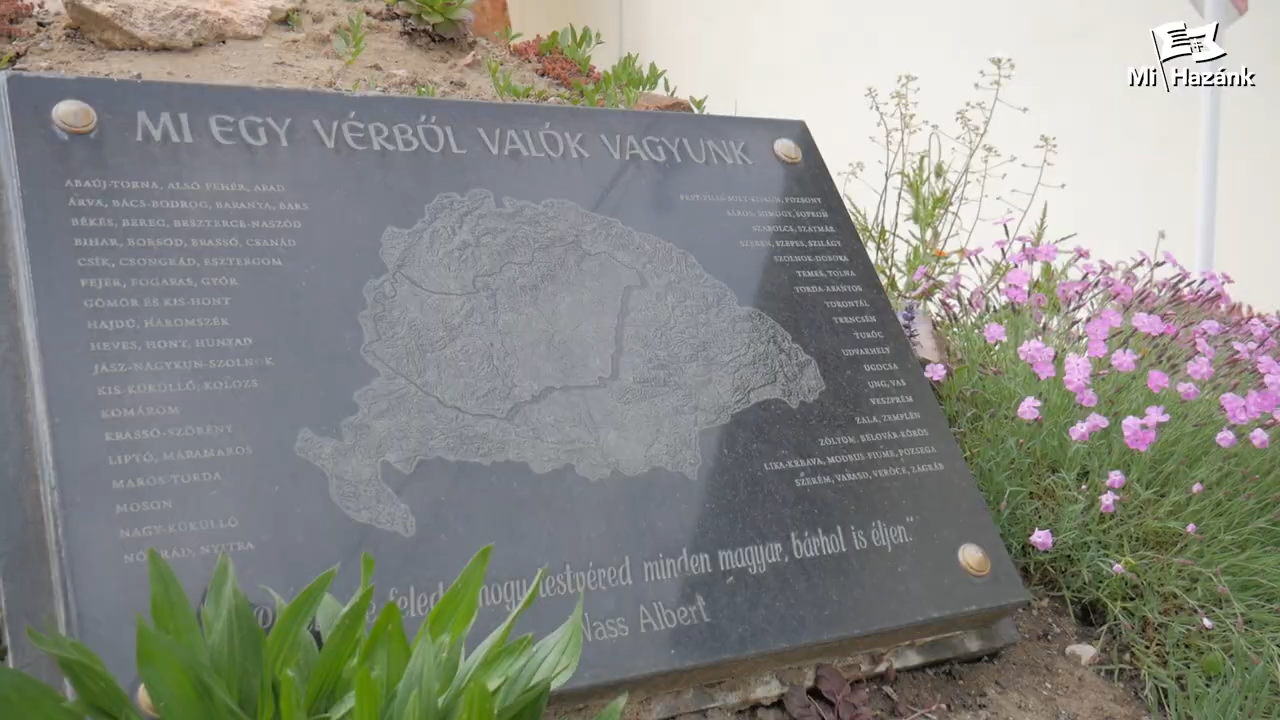 Mi Hazánk
MI EGY VÉRBŐL VALÓK VAGYUNK
ABAÚJ-TORNA, ALSÓ FEHÉR, ARAD
ÁRVA, BÁCS-BODROG, BARANYA, BARS
BÉKÉS, BEREG, BESZTERCE-NASZÓD
BIHAR, BORSOD, BRASSÓ, CSANÁD
CSÍK, CSONGRÁD, ESZTERGOM
FEJÉR, FOGARAS, GYŐR
GÖMÖR ÉS KIS-HONT
HAJDÚ, HÁROMSZÉK
HEVES, HONT, HUNYAD
JÁSZ-NAGYKUN-SZOLNOK
KIS-KÜKÜLLŐ, KOLOZS
KOMÁROM
KRASSÓ-SZÖRÉNY
LIPTÓ, MÁRAMAROS
MAROS-TORDA
MOSON
NAGY-KÜKÜLLŐ
NÓGRÁD, NYITRA
PEST-PILIS-SOLT-KISKUN, POZSONY
SÁROS, SOMOGY, SOPRON
SZABOLCS, SZATMÁR
SZEBEN, SZEPES, SZILÁGY
SZOLNOK-DOBOKA
TEMES, TOLNA
TORDA-ARANYOS
TORONTÁL
TRENCSÉN
TURÓC
UDVARHELY
UGOCSA
UNG, VAS
VESZPRÉM
ZALA, ZEMPLÉN
ZÓLYOM, BELOVÁR-KŐRÖS
LIKA-KRBAVA, MODRUS-FIUME, POZSEGA
SZERÉM, VARASD, VERŐCE, ZÁGRÁB
hogy testvéred minden magyar, bárhol is éljen."
Wass Albert